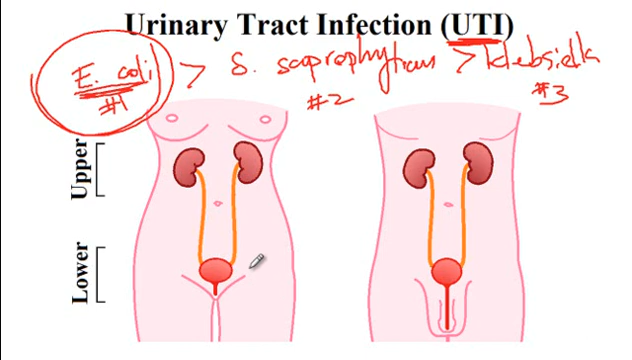 Urinary Tract Infection (UTI)
E. coli > S. saprophyticus > Klebsiella
#1 #2 #3
Upper
Lower